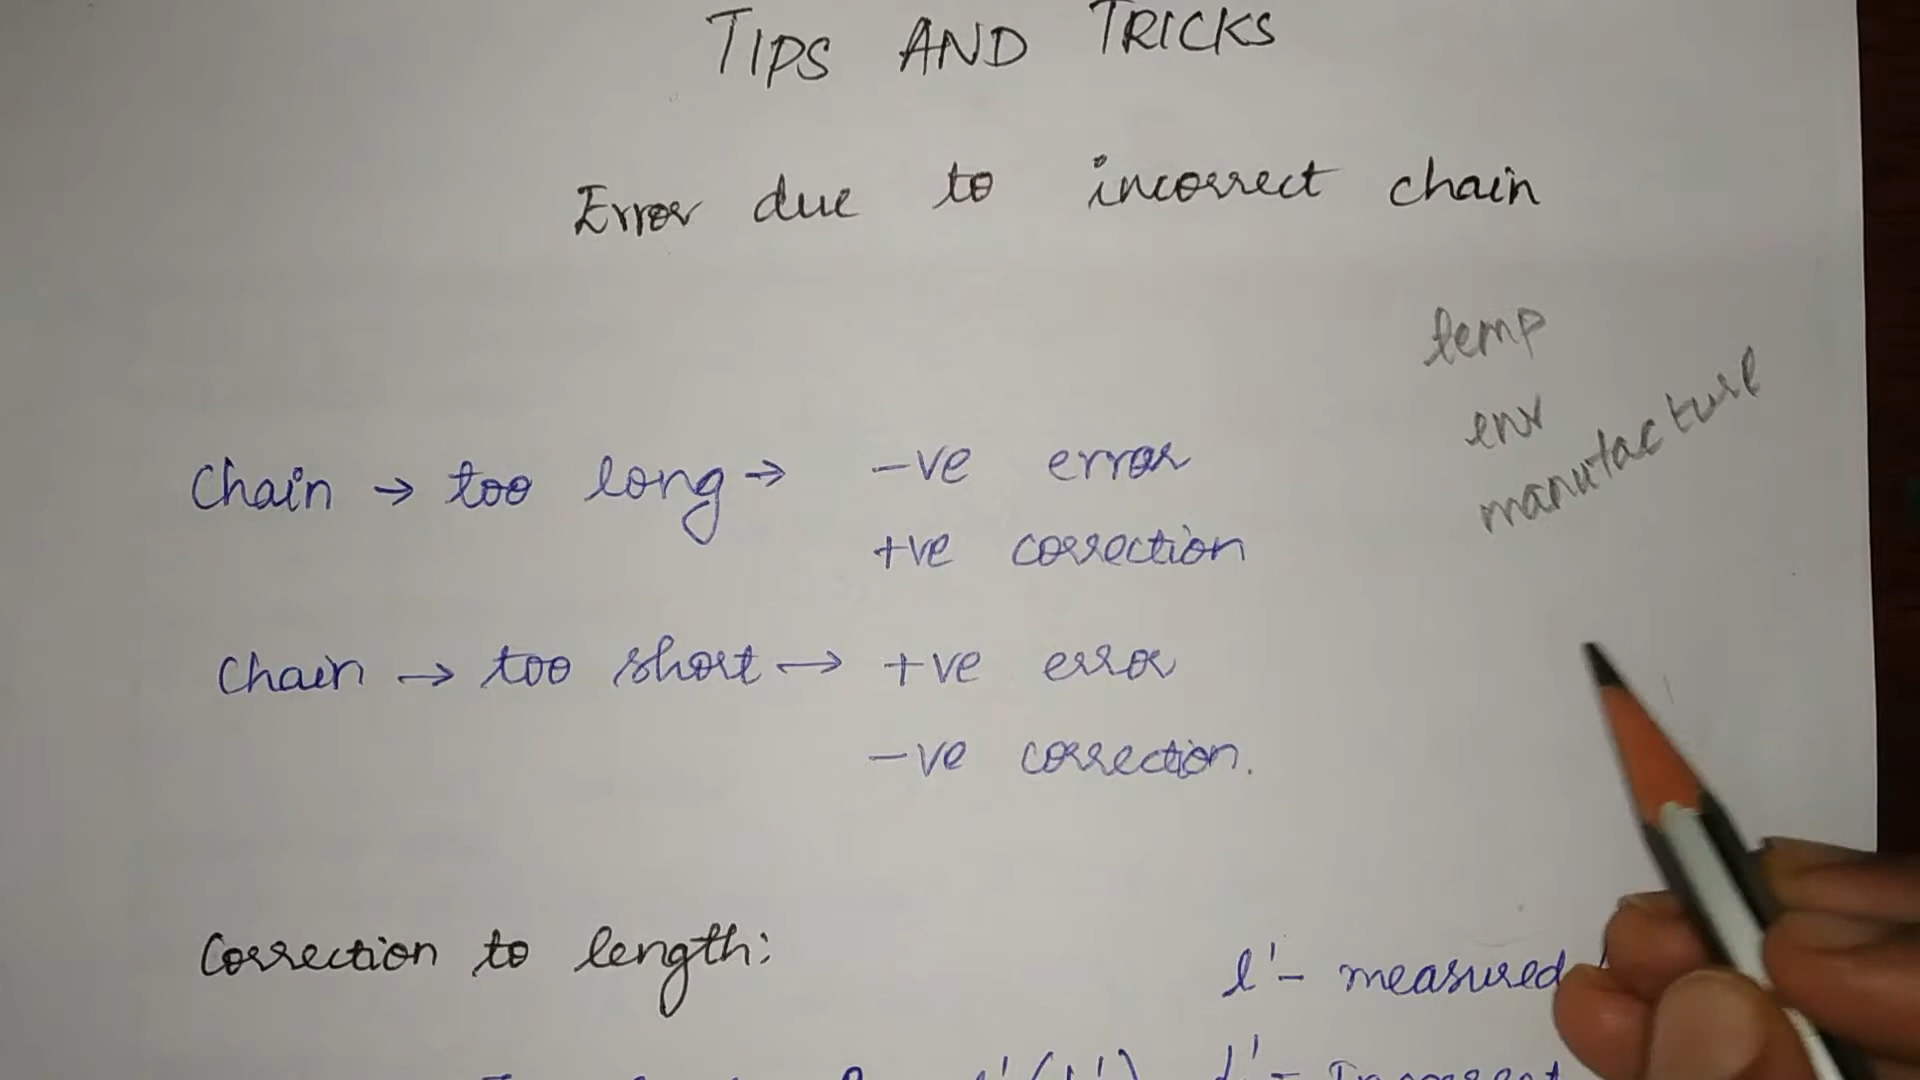 TIPS AND TRICKS
Error due to incorrect chain
temp
env
manufacture
Chain → too long → -ve error
+ve correction
Chain → too short → +ve error
-ve correction.
Correction to length:
l' - measured